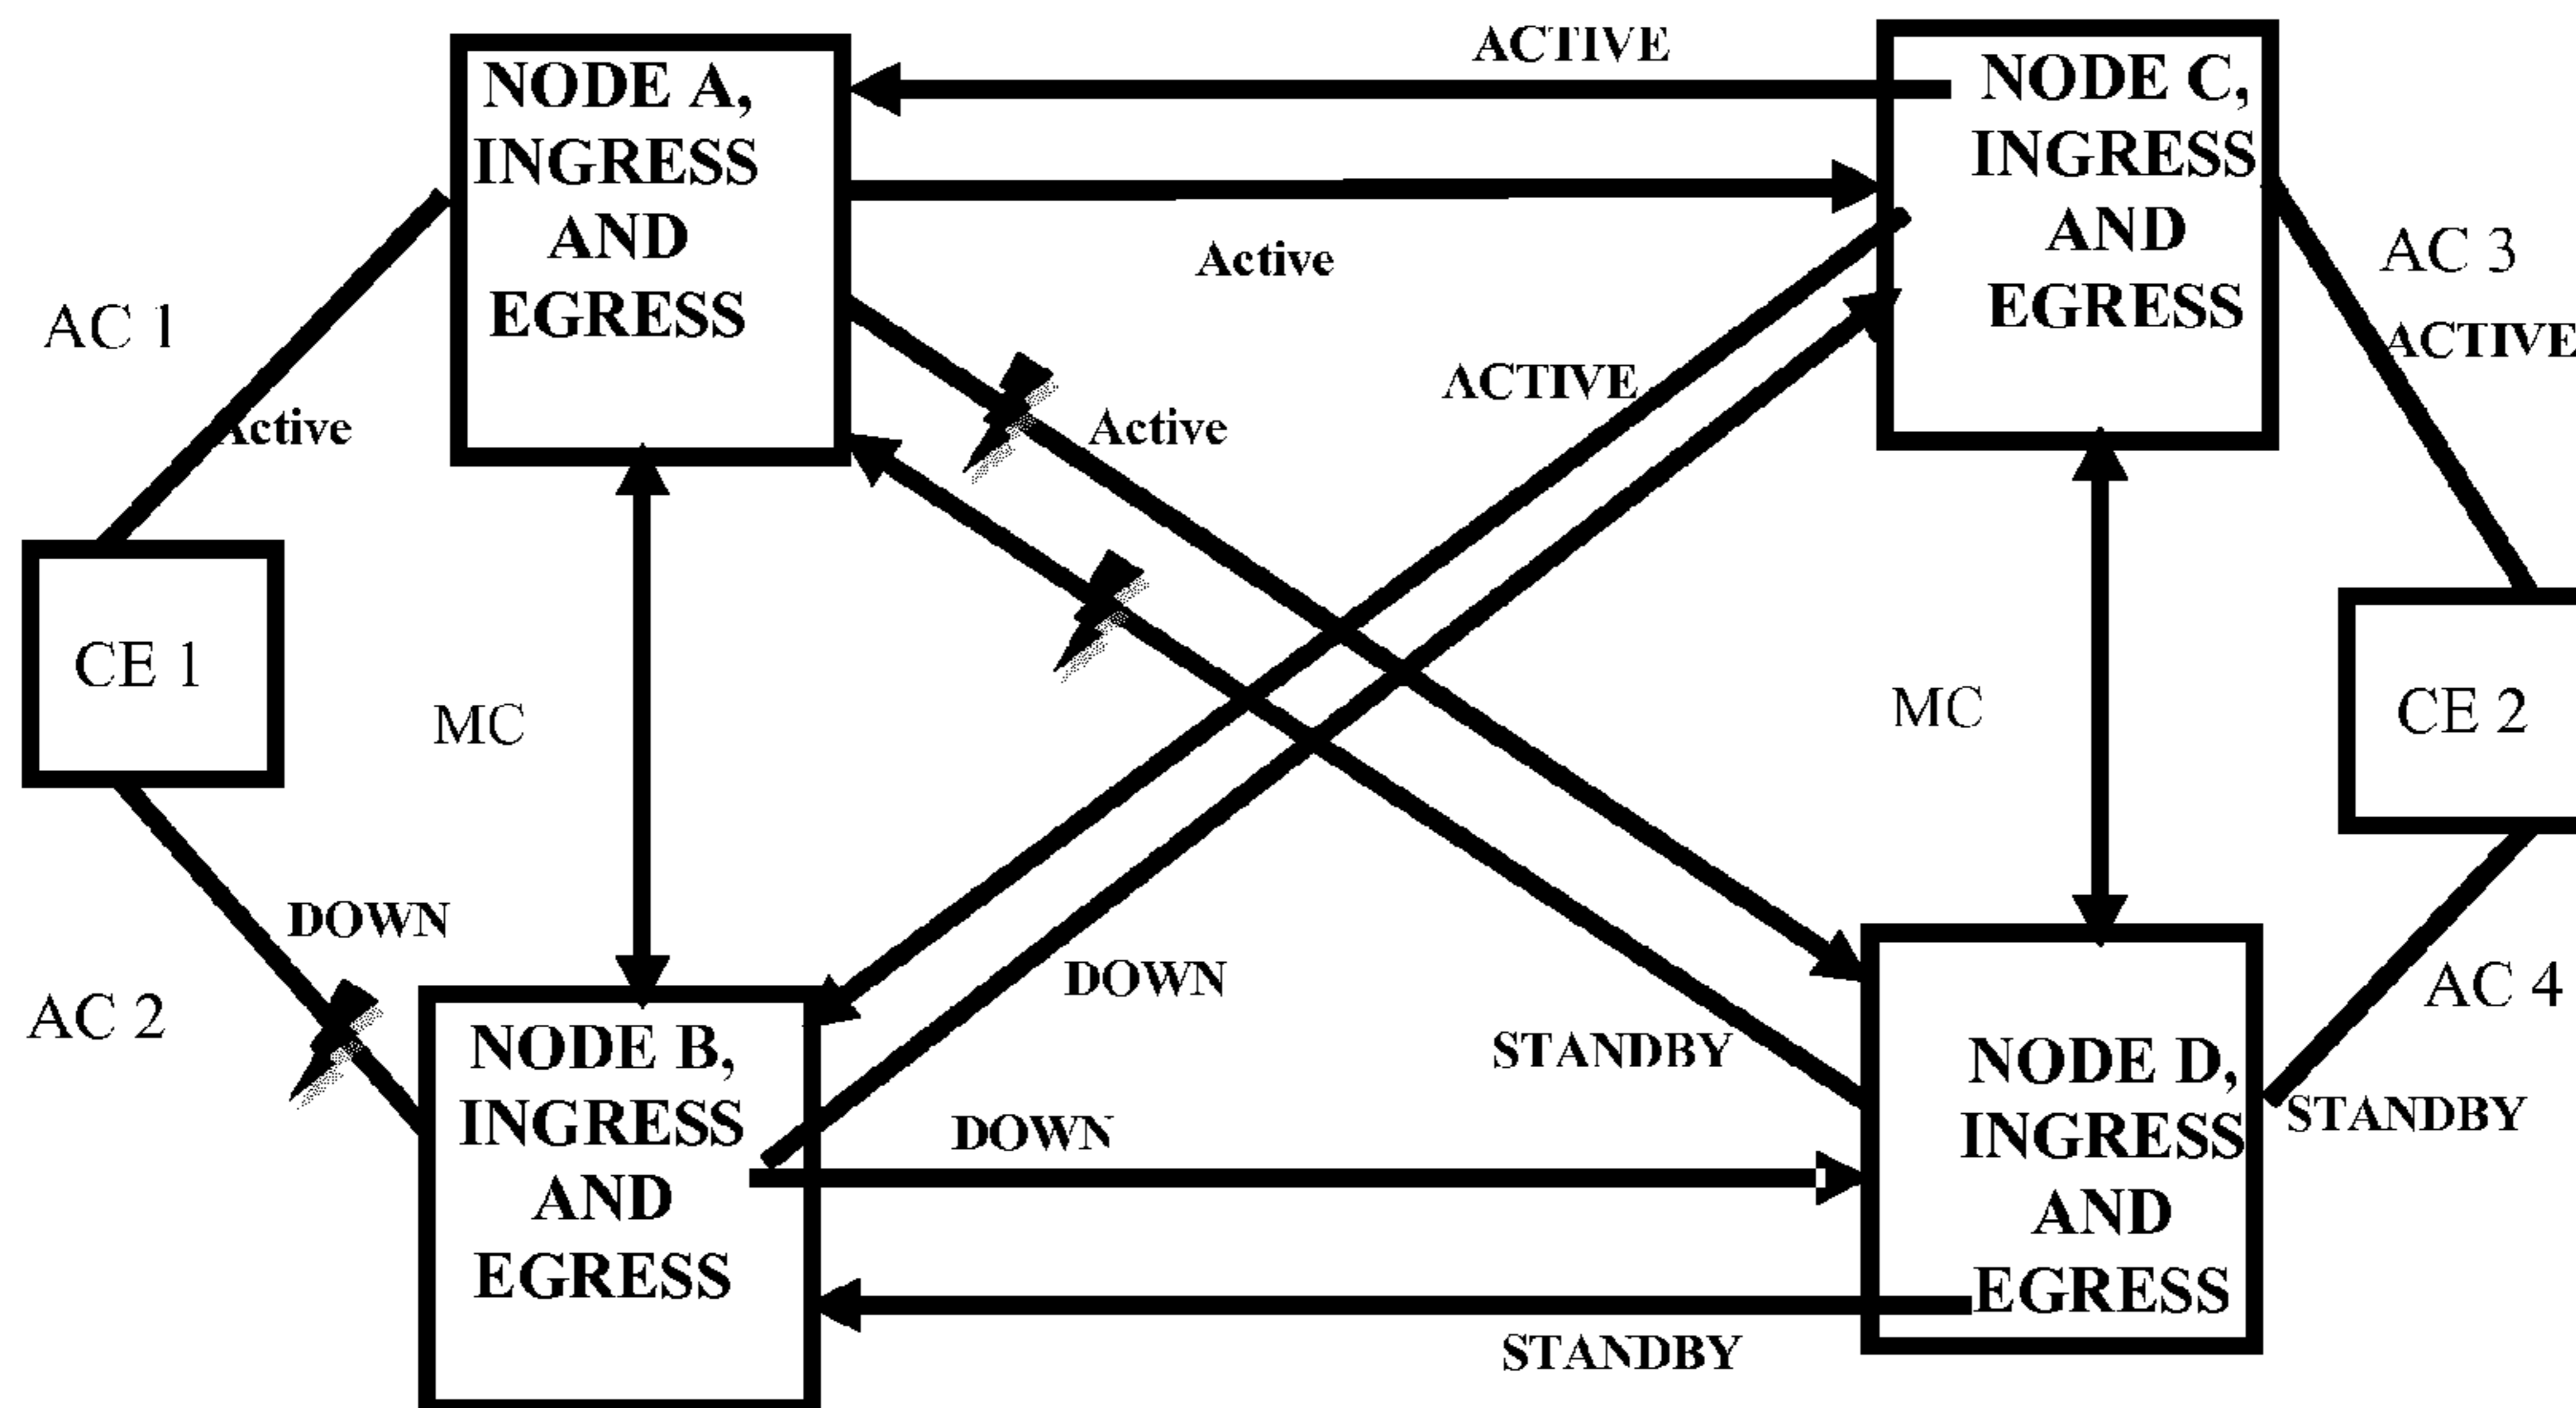 ACTIVE
NODE A,
INGRESS
AND
EGRESS
NODE C,
INGRESS
AND
EGRESS
Active
AC 1
Active
Active
ACTIVE
AC 3
ACTIVE
CE 1
MC
MC
CE 2
DOWN
AC 2
DOWN
STANDBY
AC 4
STANDBY
NODE B,
INGRESS
AND
EGRESS
DOWN
NODE D,
INGRESS
AND
EGRESS
STANDBY